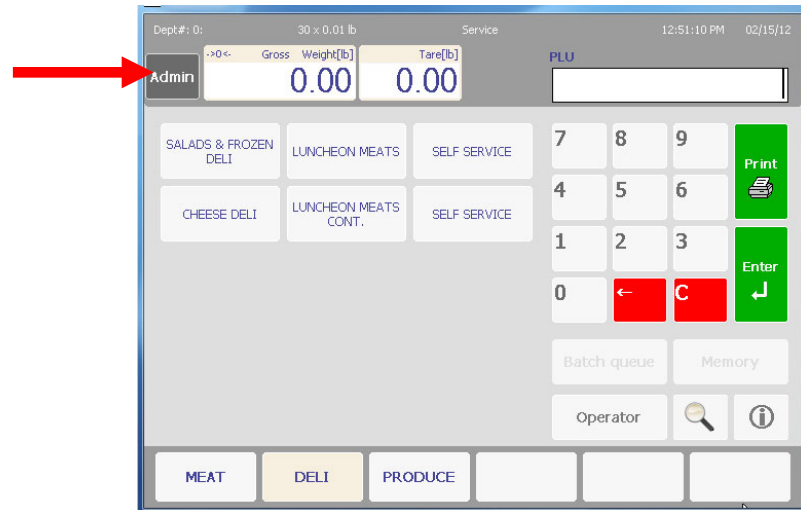 Dept#: 0: 30 x 0.01 lb Service 12:51:10 PM 02/15/12
Admin
->0<- Gross Weight[lb]
0.00
Tare[lb]
0.00
PLU
SALADS & FROZEN
DELI
LUNCHEON MEATS
SELF SERVICE
CHEESE DELI
LUNCHEON MEATS
CONT.
SELF SERVICE
7 8 9
Print
4 5 6
1 2 3
Enter
0 ← C
Batch queue Memory
Operator
MEAT DELI PRODUCE